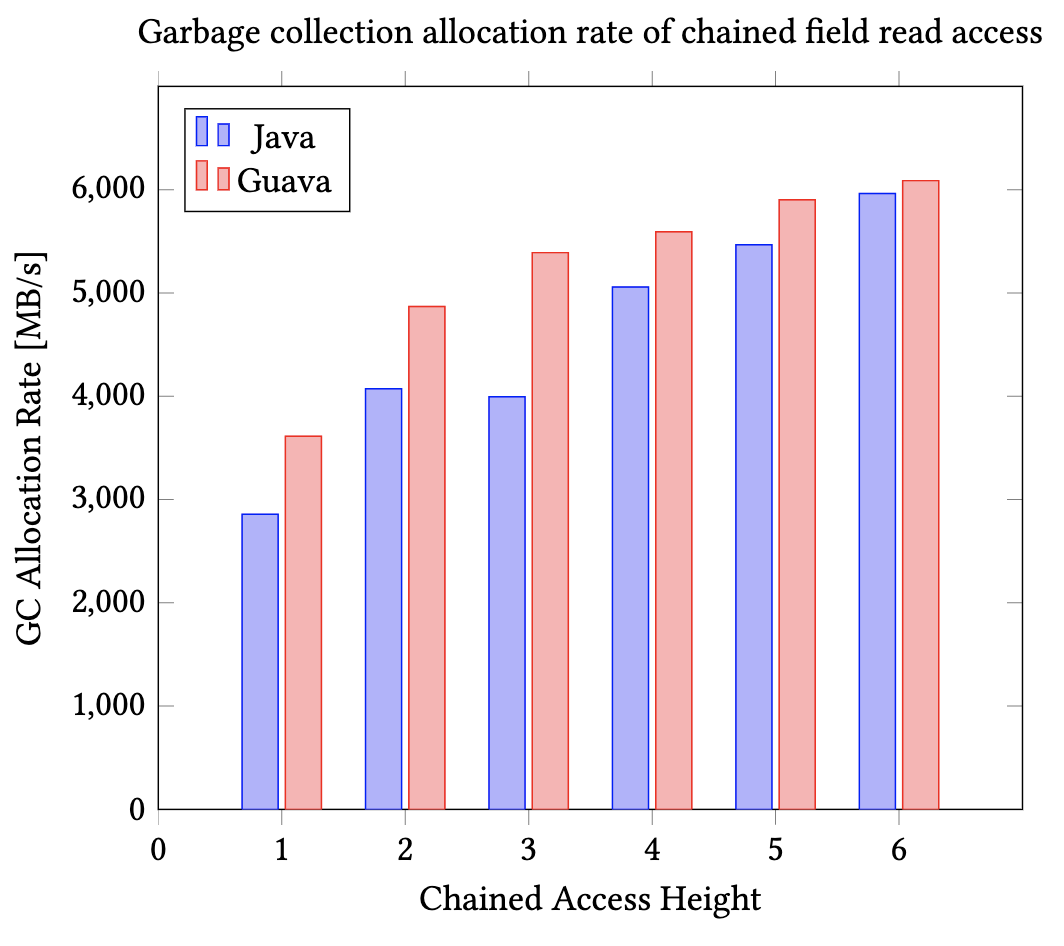 Garbage collection allocation rate of chained field read access
Java
Guava
6,000
5,000
4,000
3,000
2,000
1,000
0
GC Allocation Rate [MB/s]
0 1 2 3 4 5 6
Chained Access Height